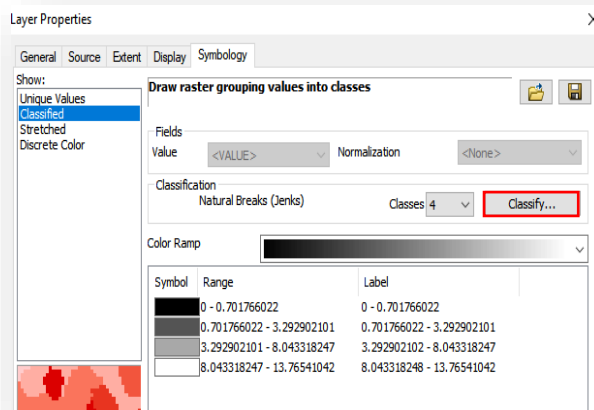 Layer Properties
General Source Extent Display Symbology
Show:
Unique Values
Classified
Stretched
Discrete Color
Draw raster grouping values into classes
Fields
Value <VALUE> Normalization <None>
Classification
Natural Breaks (Jenks) Classes 4 Classify...
Color Ramp
Symbol Range Label
0 - 0.701766022 0 - 0.701766022
0.701766022 - 3.292902101 0.701766023 - 3.292902101
3.292902101 - 8.043318247 3.292902102 - 8.043318247
8.043318247 - 13.76541042 8.043318248 - 13.76541042